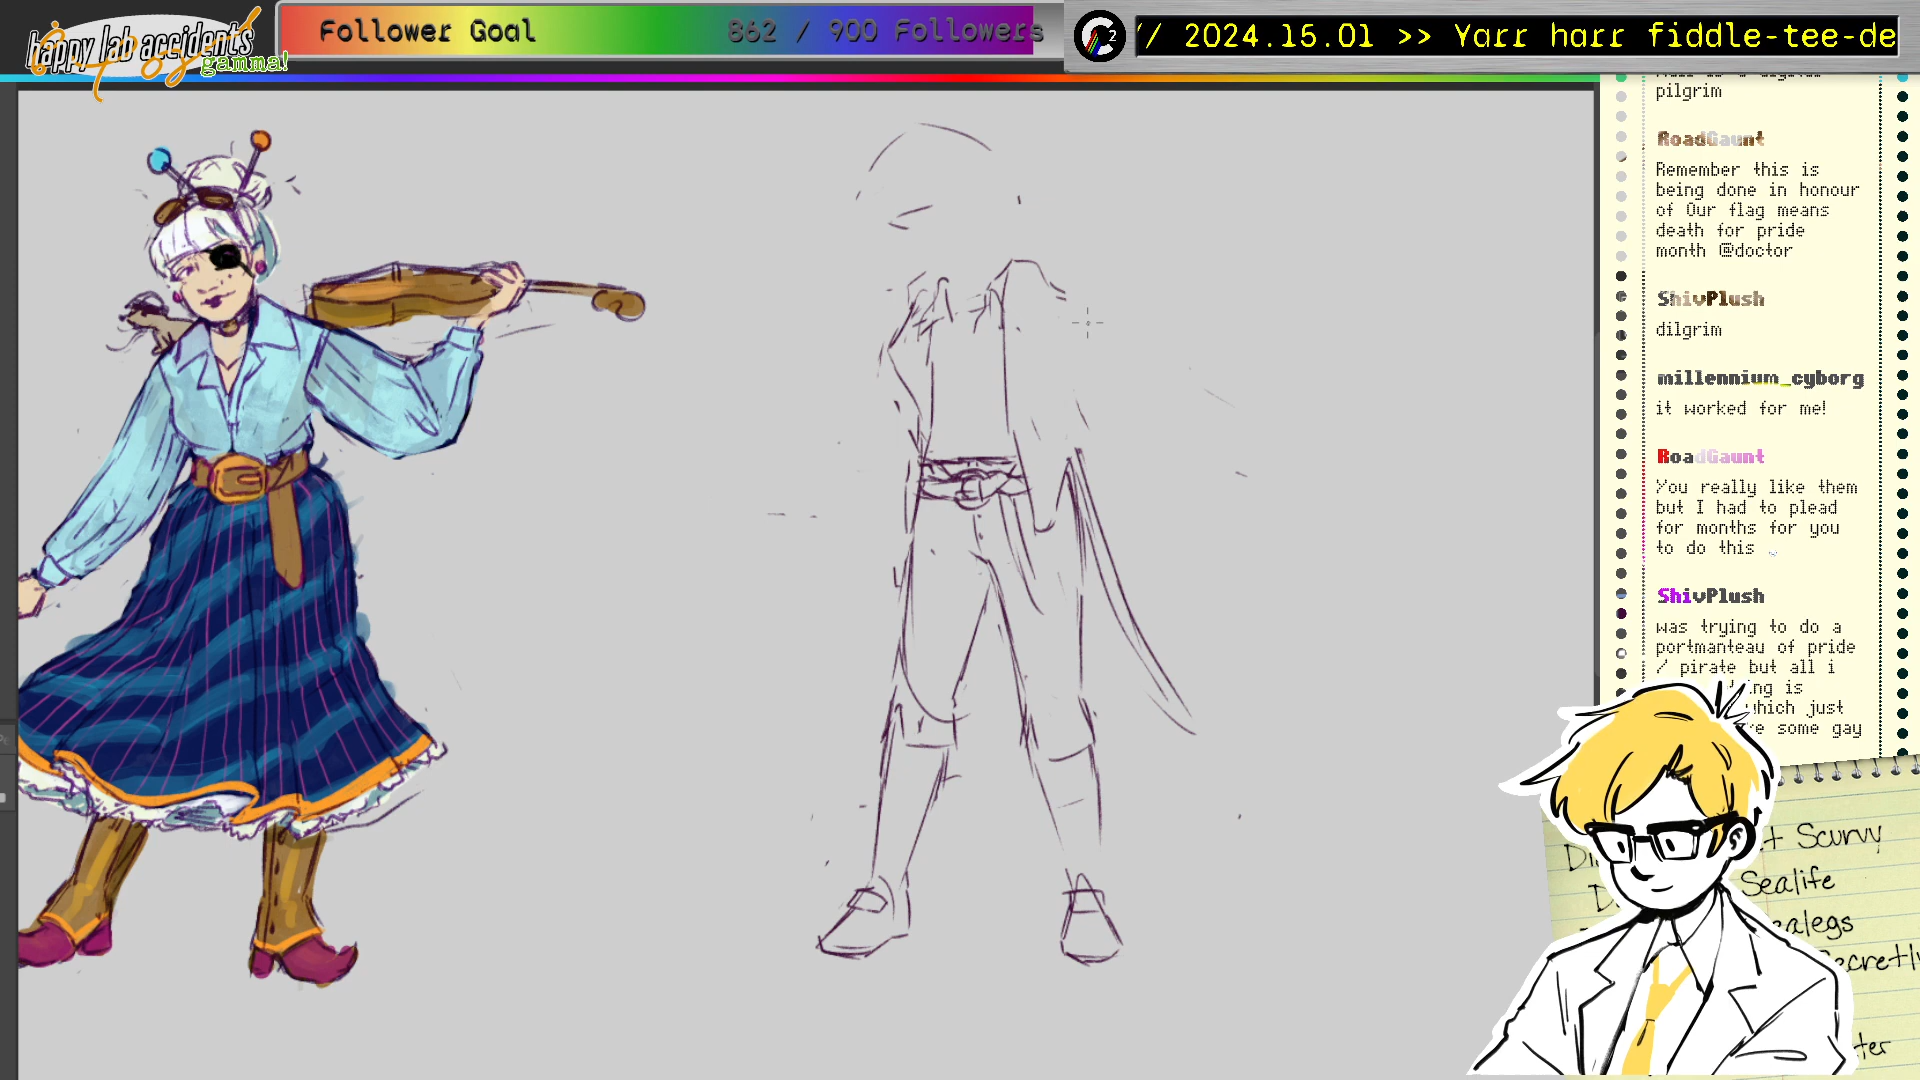 happy lab accidents
gamma!
Follower Goal
862 / 900 Followers
// 2024.15.01 >> Yarr harr fiddle-tee-de
pilgrim
RoadGaunt
Remember this is
being done in honour
of Our flag means
death for pride
month @doctor
ShivPlush
dilgrim
millennium_cyborg
it worked for me!
RoadGaunt
You really like them
but I had to plead
for months for you
to do this
ShivPlush
was trying to do a
portmanteau of pride
/ pirate but all i
is
which just
some gay
Scurvy
Sealife
ealegs
ecretly